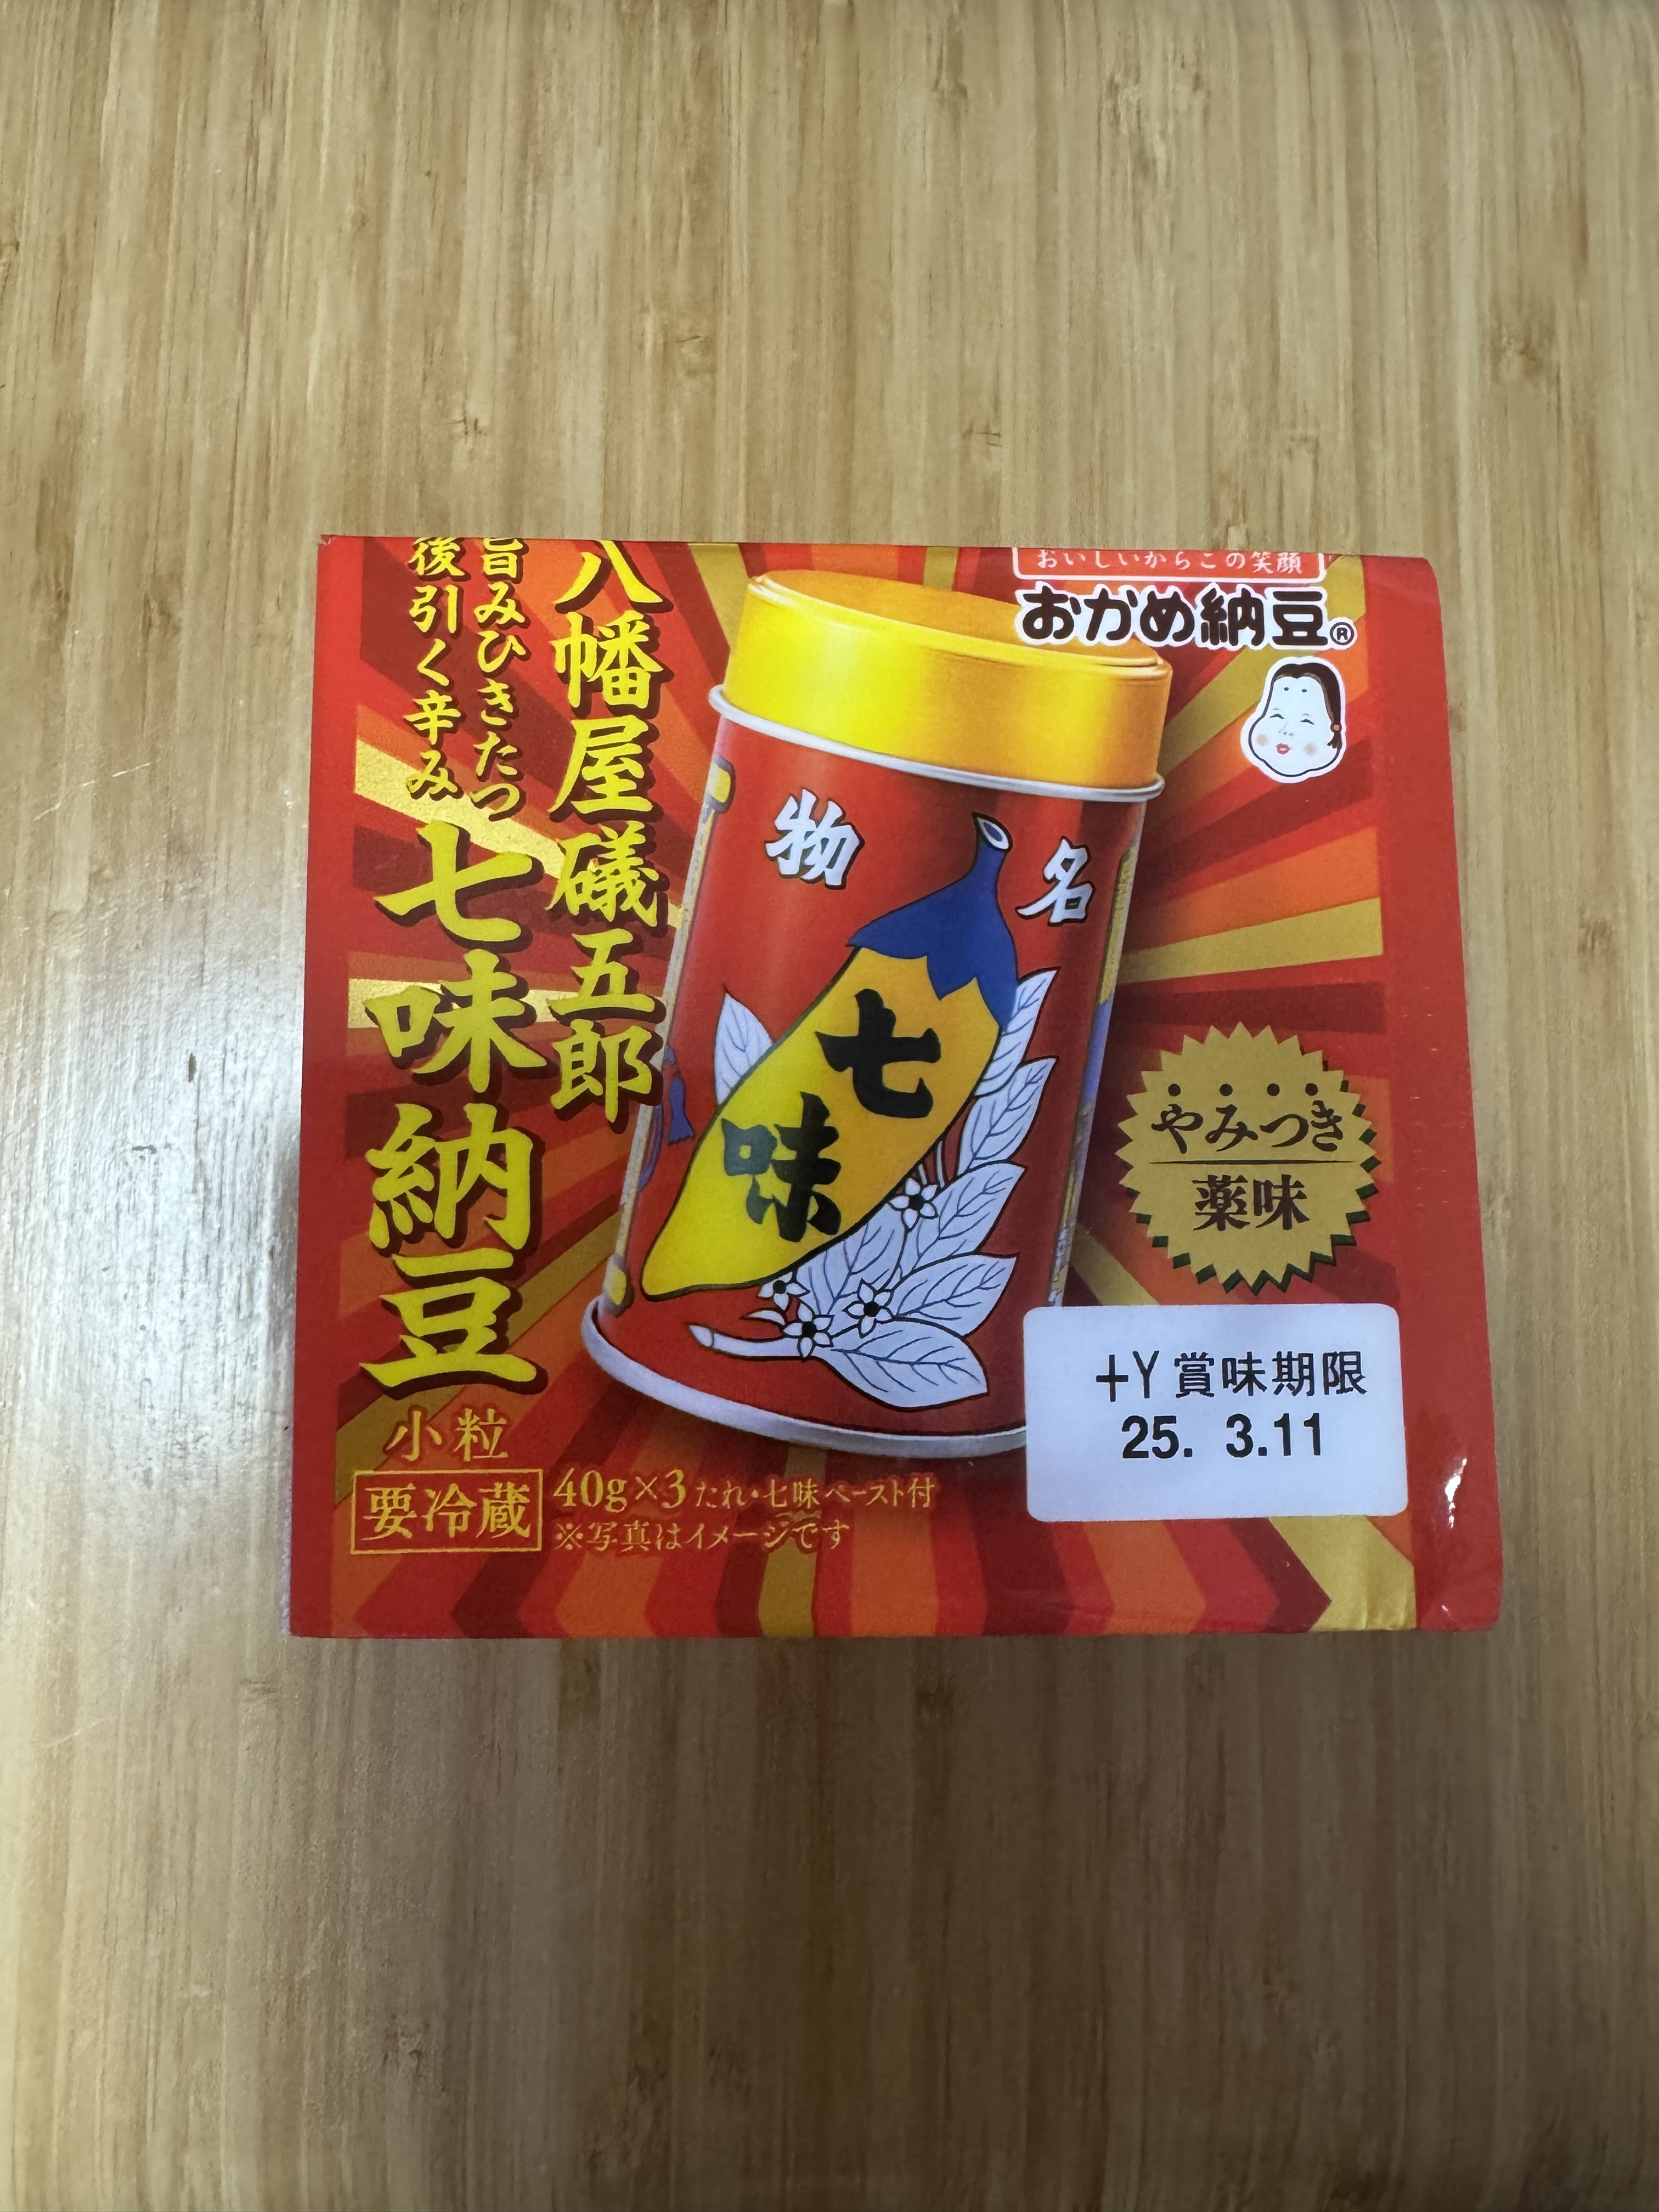 おいしいからこの笑顔
おかめ納豆®
八幡屋礒五郎
旨みひきたつ
後引く辛み
七味納豆
小粒
要冷蔵
40g×3 たれ・七味ペースト付
※写真はイメージです
名物
七味
やみつき
薬味
+Y 賞味期限
25. 3.11